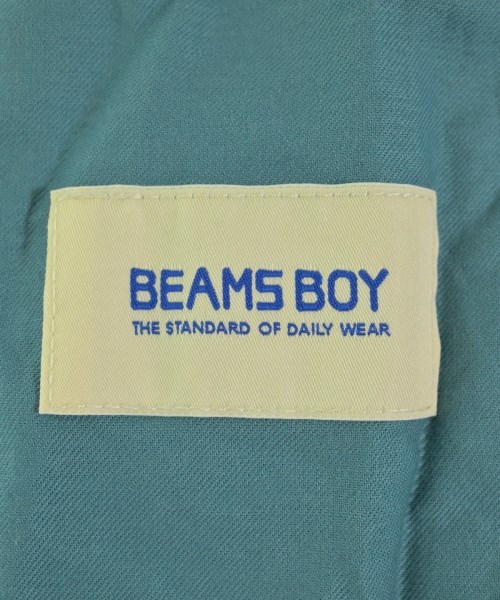 BEAMS BOY
THE STANDARD OF DAILY WEAR